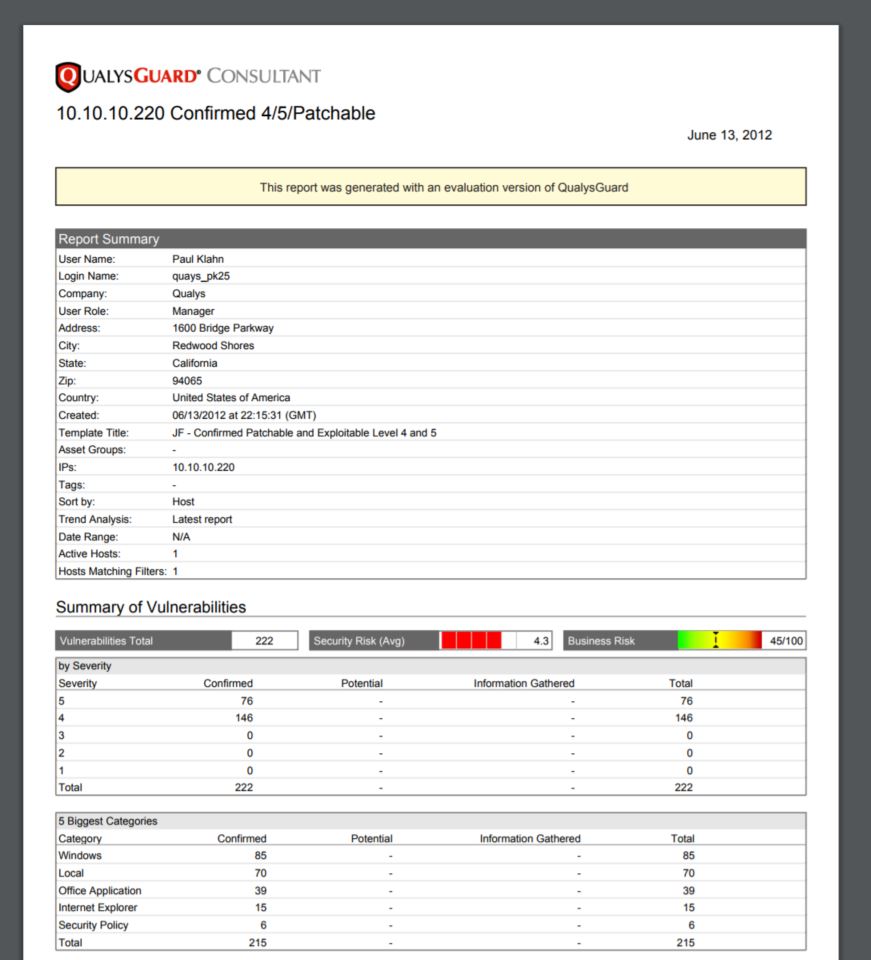 QUALYSGUARD® CONSULTANT
10.10.10.220 Confirmed 4/5/Patchable
June 13, 2012
This report was generated with an evaluation version of QualysGuard
Report Summary
User Name: Paul Klahn
Login Name: quays_pk25
Company: Qualys
User Role: Manager
Address: 1600 Bridge Parkway
City: Redwood Shores
State: California
Zip: 94065
Country: United States of America
Created: 06/13/2012 at 22:15:31 (GMT)
Template Title: JF - Confirmed Patchable and Exploitable Level 4 and 5
Asset Groups: -
IPs: 10.10.10.220
Tags: -
Sort by: Host
Trend Analysis: Latest report
Date Range: N/A
Active Hosts: 1
Hosts Matching Filters: 1
Summary of Vulnerabilities
Vulnerabilities Total 222 Security Risk (Avg) 4.3 Business Risk 45/100
by Severity
Severity Confirmed Potential Information Gathered Total
5 76 - - 76
4 146 - - 146
3 0 - - 0
2 0 - - 0
1 0 - - 0
Total 222 - - 222
5 Biggest Categories
Category Confirmed Potential Information Gathered Total
Windows 85 - - 85
Local 70 - - 70
Office Application 39 - - 39
Internet Explorer 15 - - 15
Security Policy 6 - - 6
Total 215 - - 215